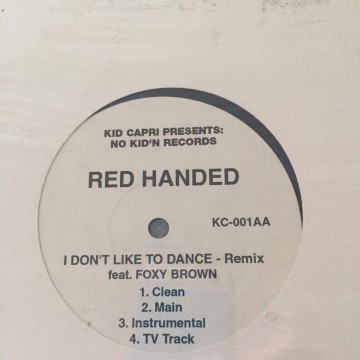 KID CAPRI PRESENTS:
NO KID'N RECORDS
RED HANDED
KC-001AA
I DON'T LIKE TO DANCE - Remix
feat. FOXY BROWN
1. Clean
2. Main
3. Instrumental
4. TV Track